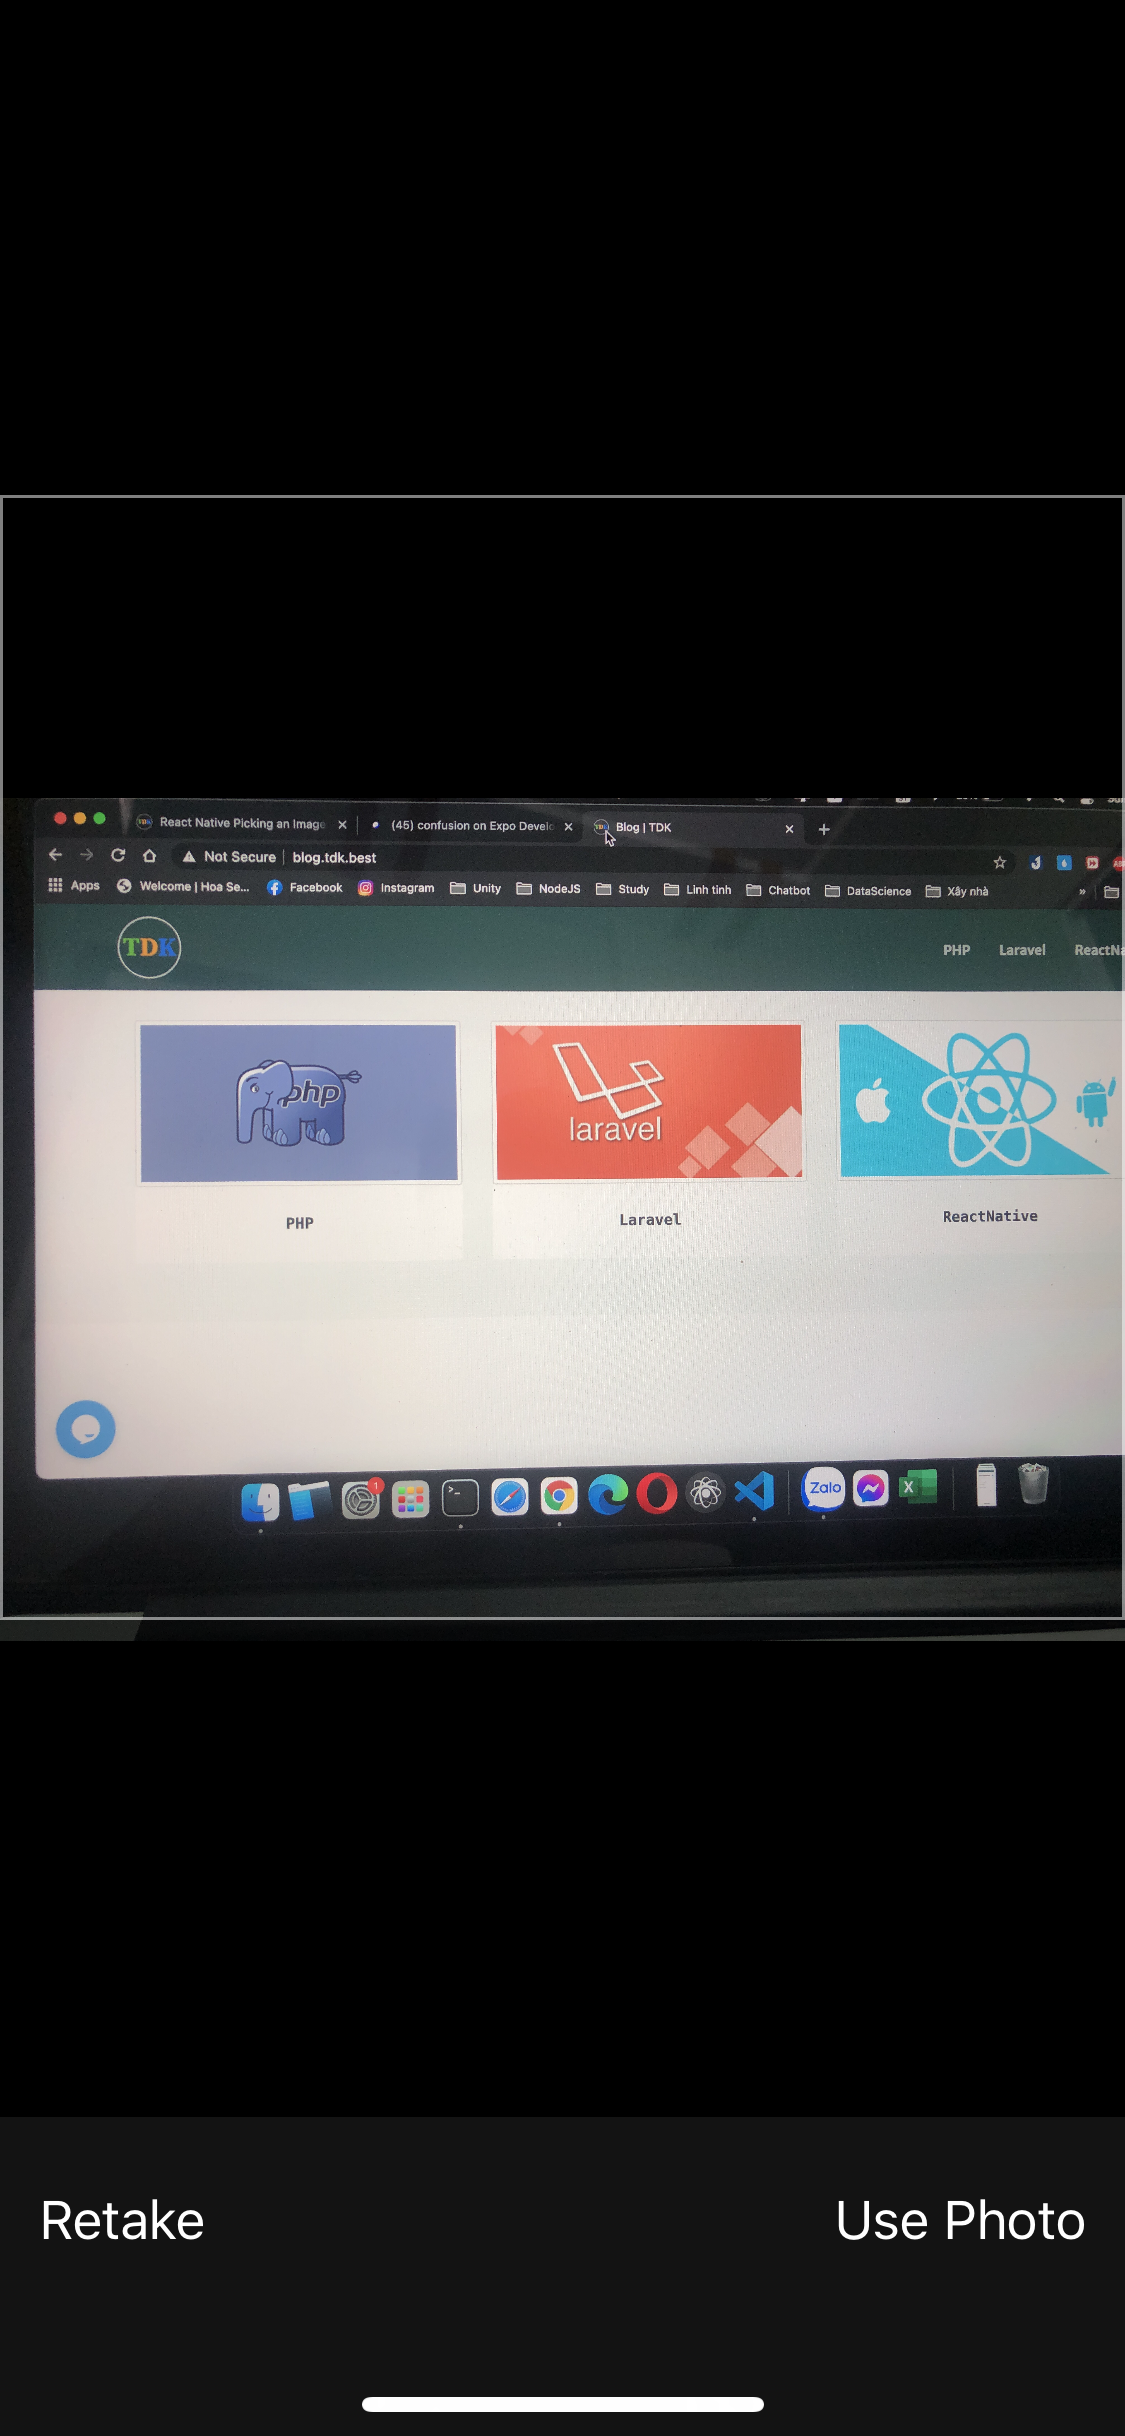 React Native Picking an Image
(45) confusion on Expo Develo
Blog | TDK
Not Secure
blog.tdk.best
Apps
Welcome | Hoa Se...
Facebook
Instagram
Unity
NodeJS
Study
Linh tinh
Chatbot
DataScience
Xây nhà
»
TDK
PHP
Laravel
ReactNa
php
laravel
PHP
Laravel
ReactNative
1
Zalo
X
Retake
Use Photo